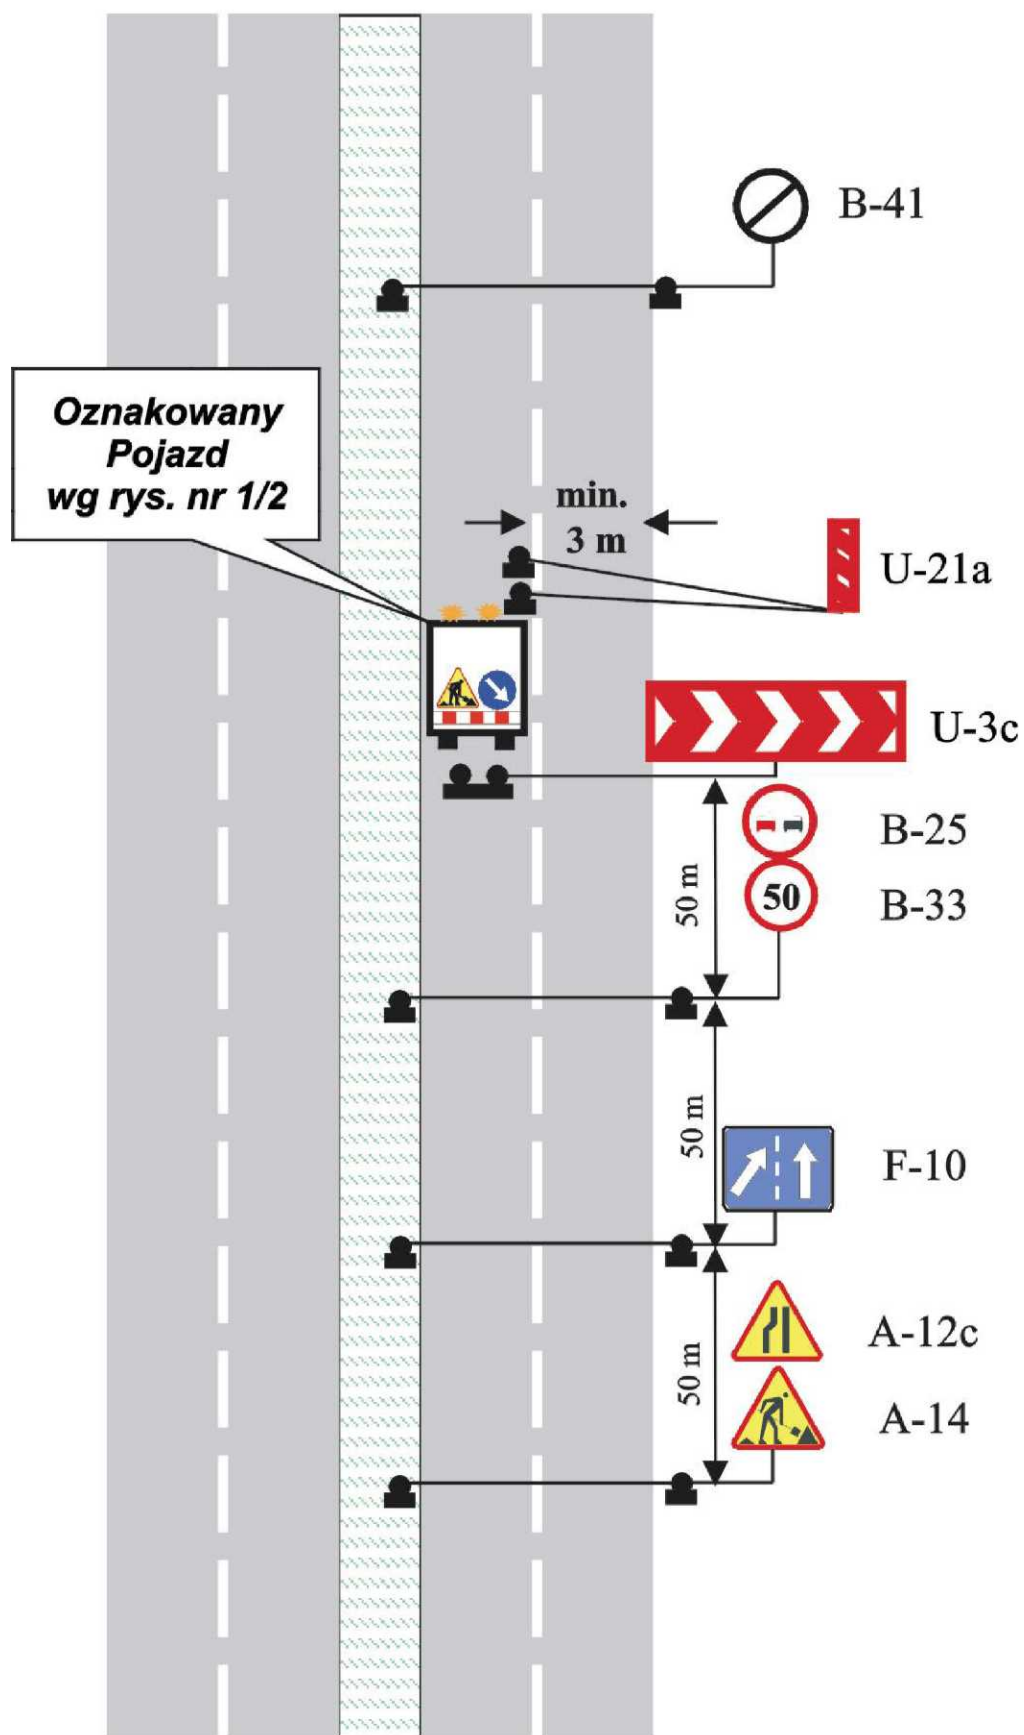 B-41
Oznakowany
Pojazd
wg rys. nr 1/2
min.
3 m
U-21a
U-3c
B-25
50 m
50
B-33
50 m
F-10
A-12c
50 m
A-14